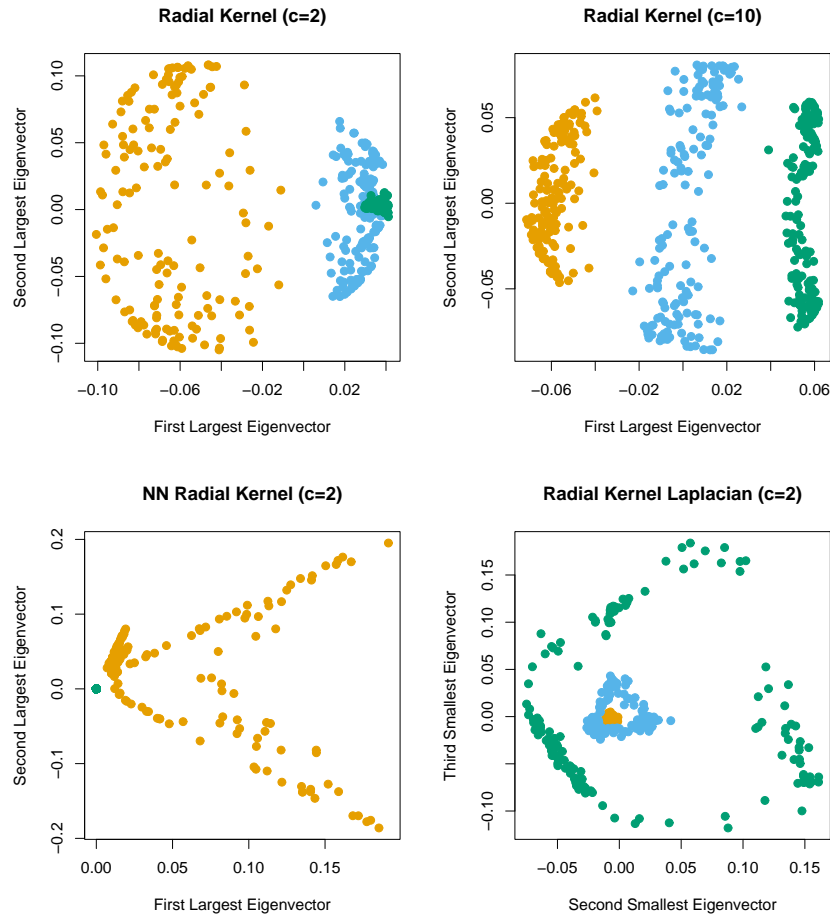 Radial Kernel (c=2)
Second Largest Eigenvector
0.10
0.05
0.00
−0.05
−0.10
−0.10
−0.06
−0.02
0.02
First Largest Eigenvector
Radial Kernel (c=10)
Second Largest Eigenvector
0.05
0.00
−0.05
−0.06
−0.02
0.02
0.06
First Largest Eigenvector
NN Radial Kernel (c=2)
Second Largest Eigenvector
0.2
0.1
0.0
−0.1
−0.2
0.00
0.05
0.10
0.15
First Largest Eigenvector
Radial Kernel Laplacian (c=2)
Third Smallest Eigenvector
0.15
0.10
0.05
0.00
−0.10
−0.05
0.00
0.05
0.10
0.15
Second Smallest Eigenvector